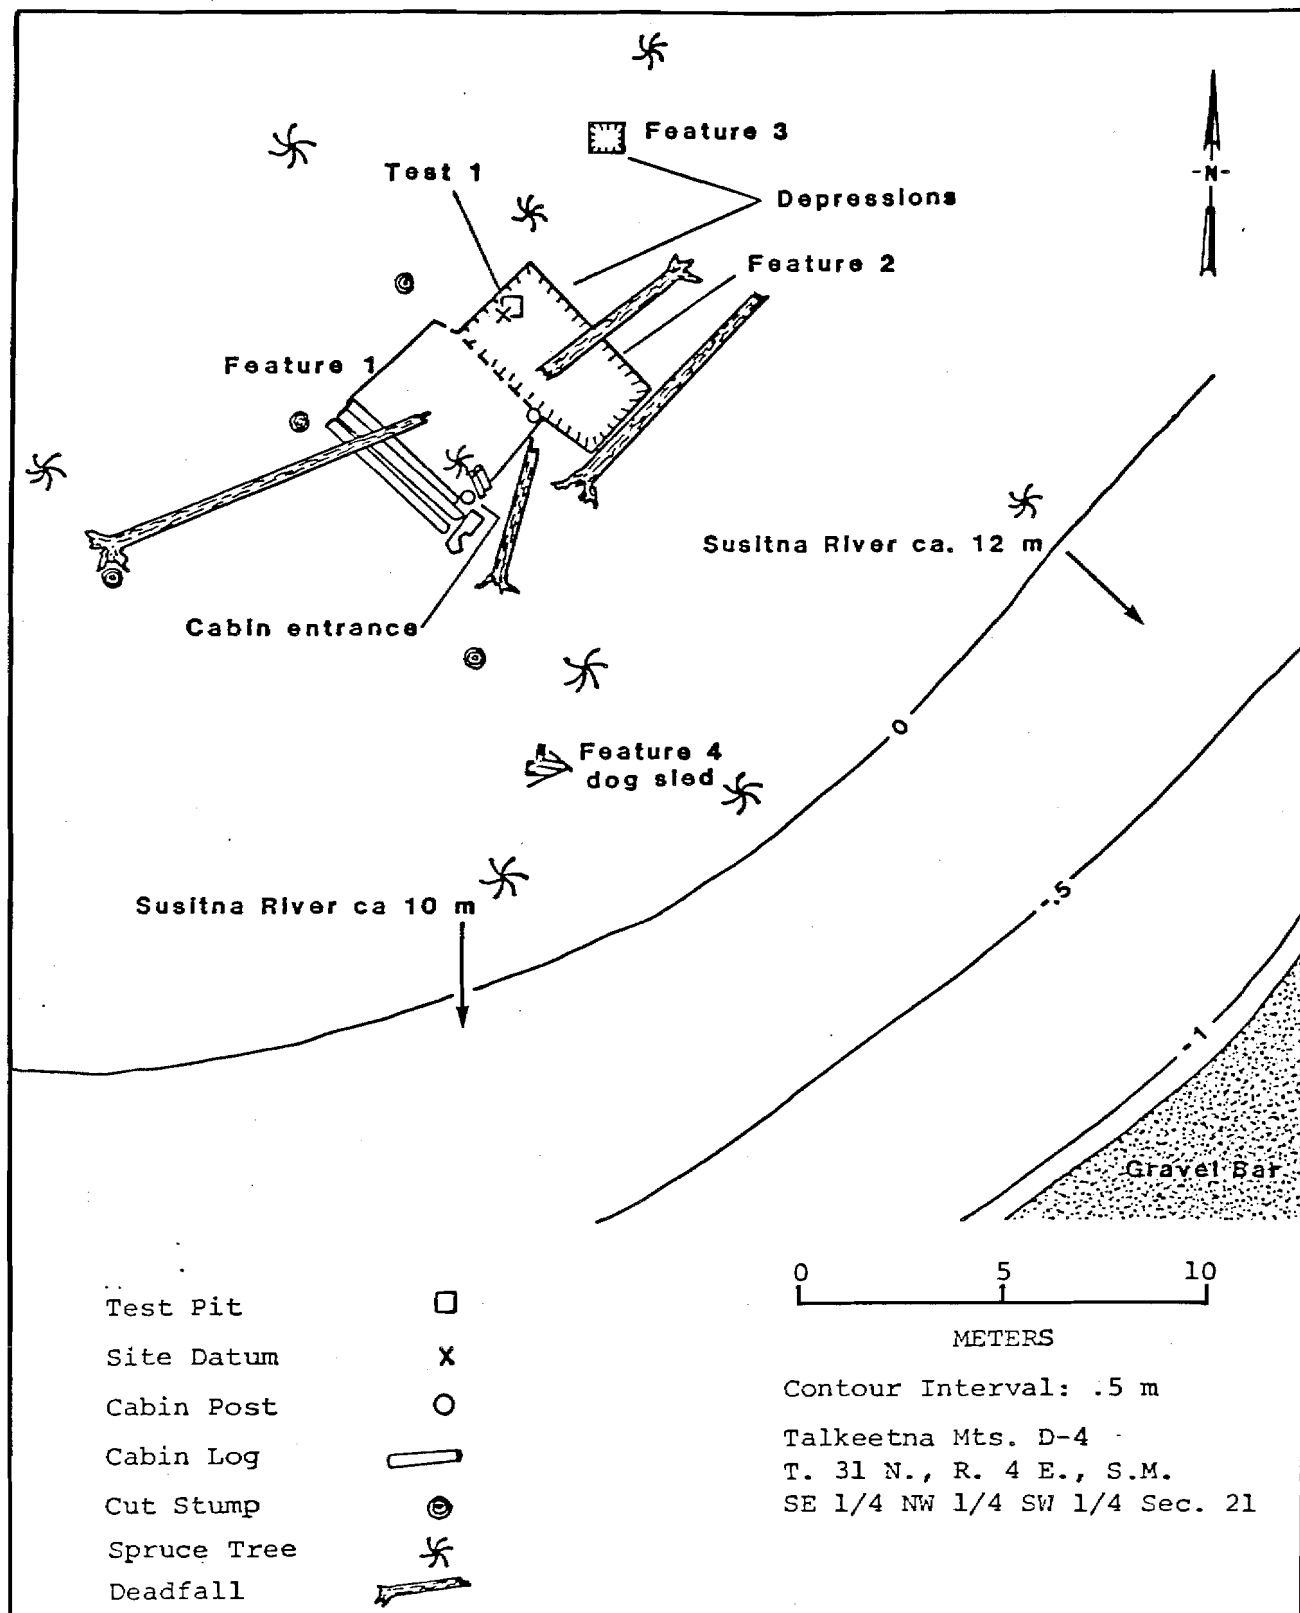 Feature 3
Test 1
-N-
Depressions
Feature 2
Feature 1
Susitna River ca. 12 m
Cabin entrance
0
Feature 4
dog sled
-.5
Susitna River ca 10 m
-1
Gravel Bar
0 5 10
METERS
Test Pit
Site Datum
Cabin Post
Cabin Log
Cut Stump
Spruce Tree
Deadfall
Contour Interval: .5 m
Talkeetna Mts. D-4
T. 31 N., R. 4 E., S.M.
SE 1/4 NW 1/4 SW 1/4 Sec. 21